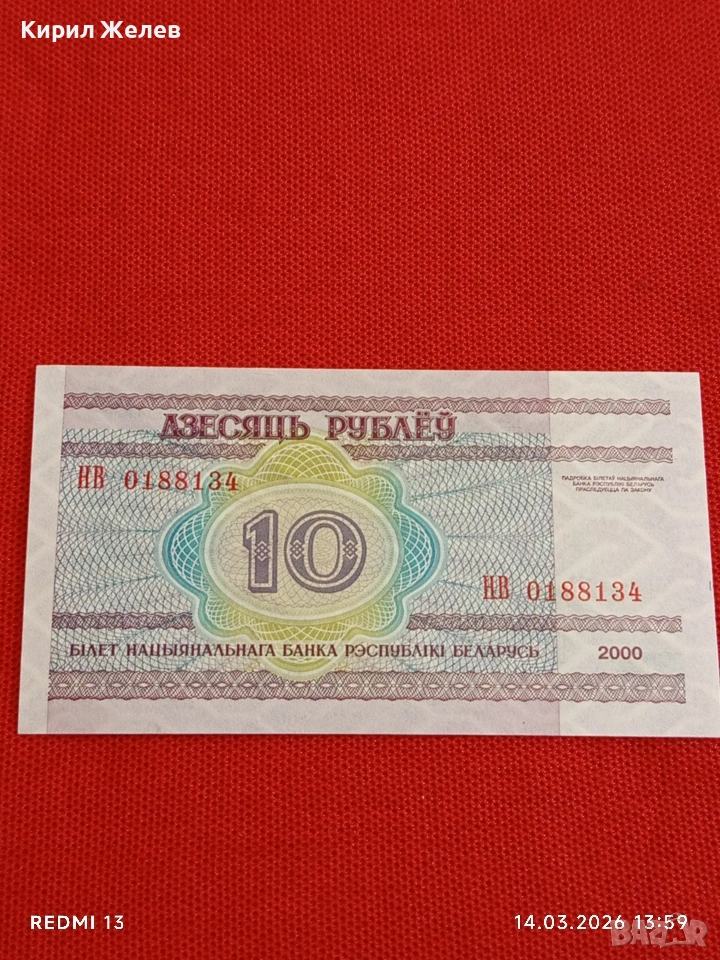 Кирил Желев
ДЗЕСЯЦЬ РУБЛЁЎ
НВ 0188134
ПАДРОБКА БІЛЕТАЎ НАЦЫЯНАЛЬНАГА
БАНКА РЭСПУБЛІКІ БЕЛАРУСЬ
ПРАСЛЕДУЕЦЦА ПА ЗАКОНУ
10
НВ 0188134
БІЛЕТ НАЦЫЯНАЛЬНАГА БАНКА РЭСПУБЛІКІ БЕЛАРУСЬ 2000
REDMI 13
14.03.2026 13:59
BAZAR